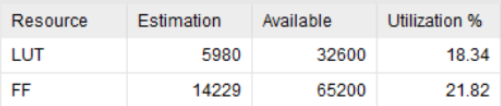 Resource Estimation Available Utilization %
LUT 5980 32600 18.34
FF 14229 65200 21.82